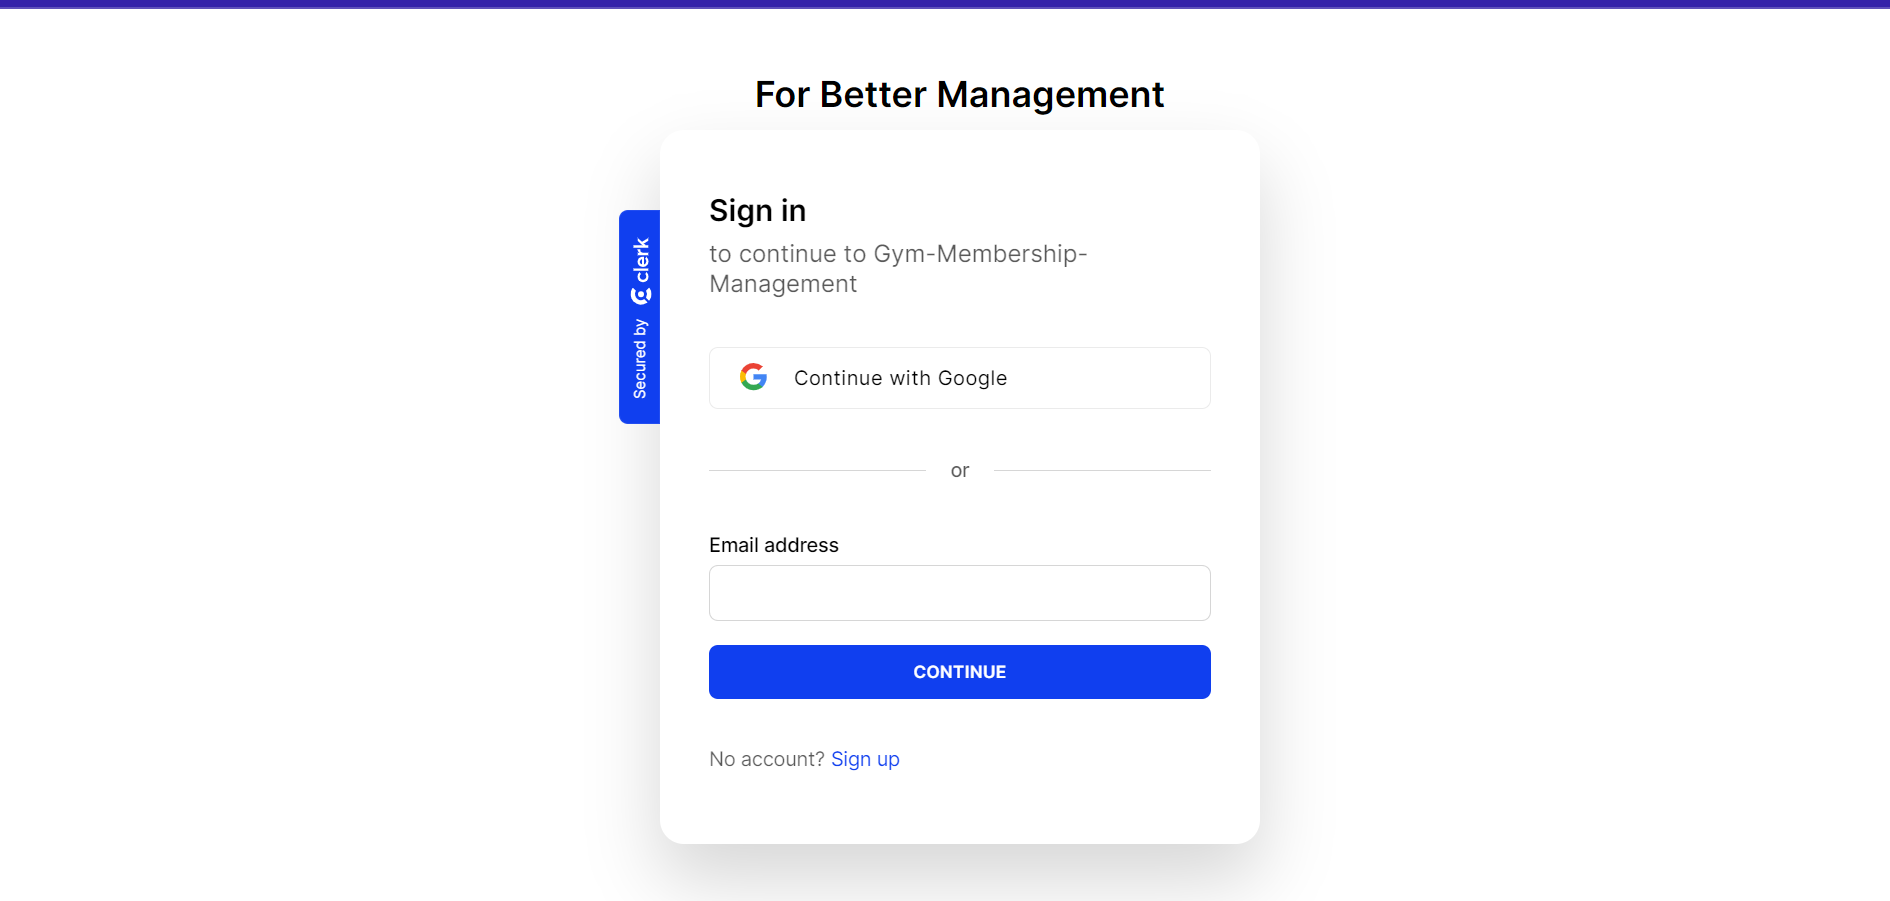 For Better Management
Sign in
to continue to Gym-Membership-
Management
Secured by clerk
Continue with Google
or
Email address
CONTINUE
No account? Sign up